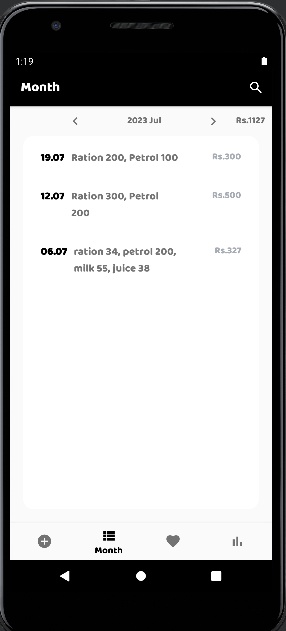 1:19
Month
2023 Jul Rs.1127
19.07 Ration 200, Petrol 100 Rs.300
12.07 Ration 300, Petrol Rs.500
200
06.07 ration 34, petrol 200, Rs.327
milk 55, juice 38
Month